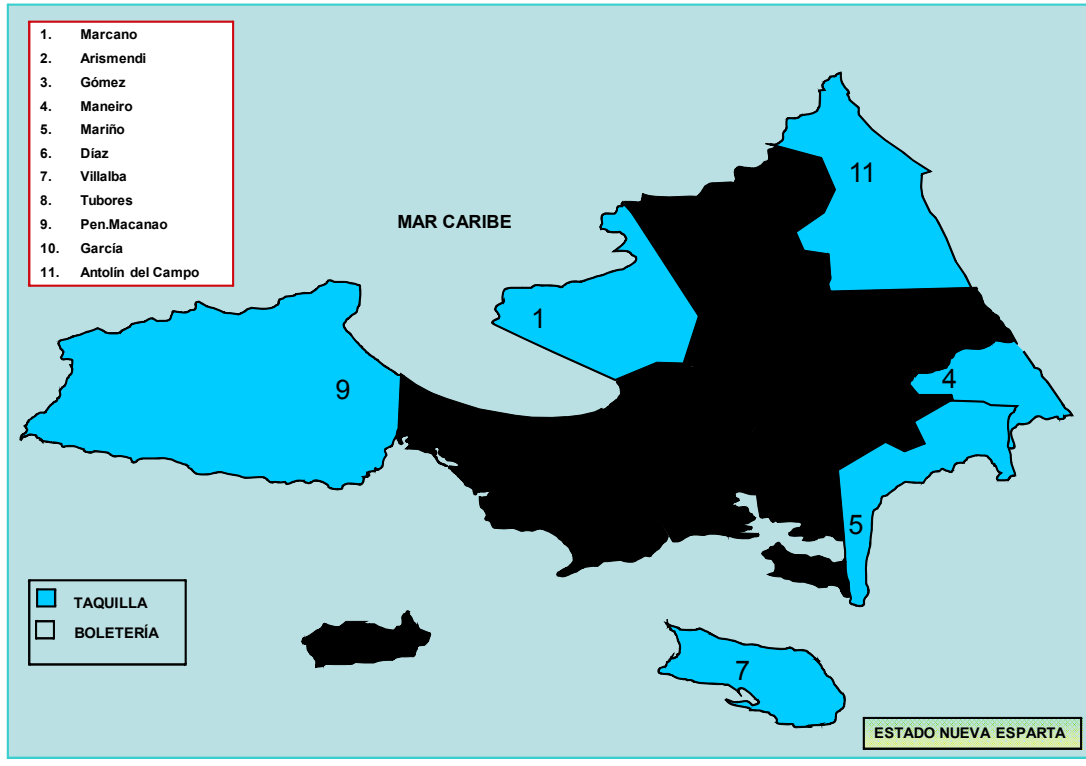 1. Marcano
2. Arismendi
3. Gómez
4. Maneiro
5. Mariño
6. Díaz
7. Villalba
8. Tubores
9. Pen.Macanao
10. García
11. Antolín del Campo
11
MAR CARIBE
1
9
4
5
TAQUILLA
BOLETERÍA
7
ESTADO NUEVA ESPARTA